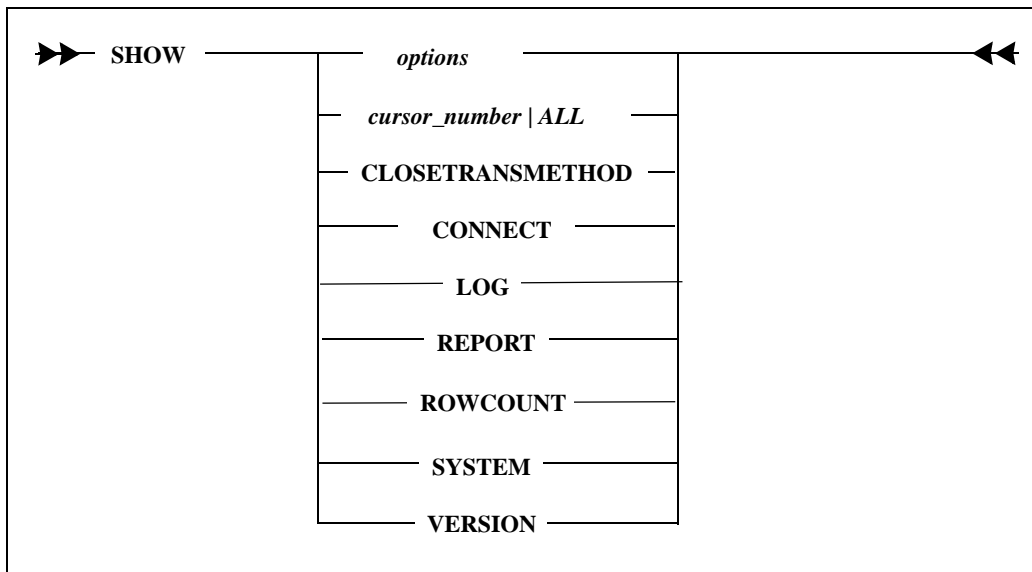 SHOW options
cursor_number | ALL
CLOSETRANSMETHOD
CONNECT
LOG
REPORT
ROWCOUNT
SYSTEM
VERSION